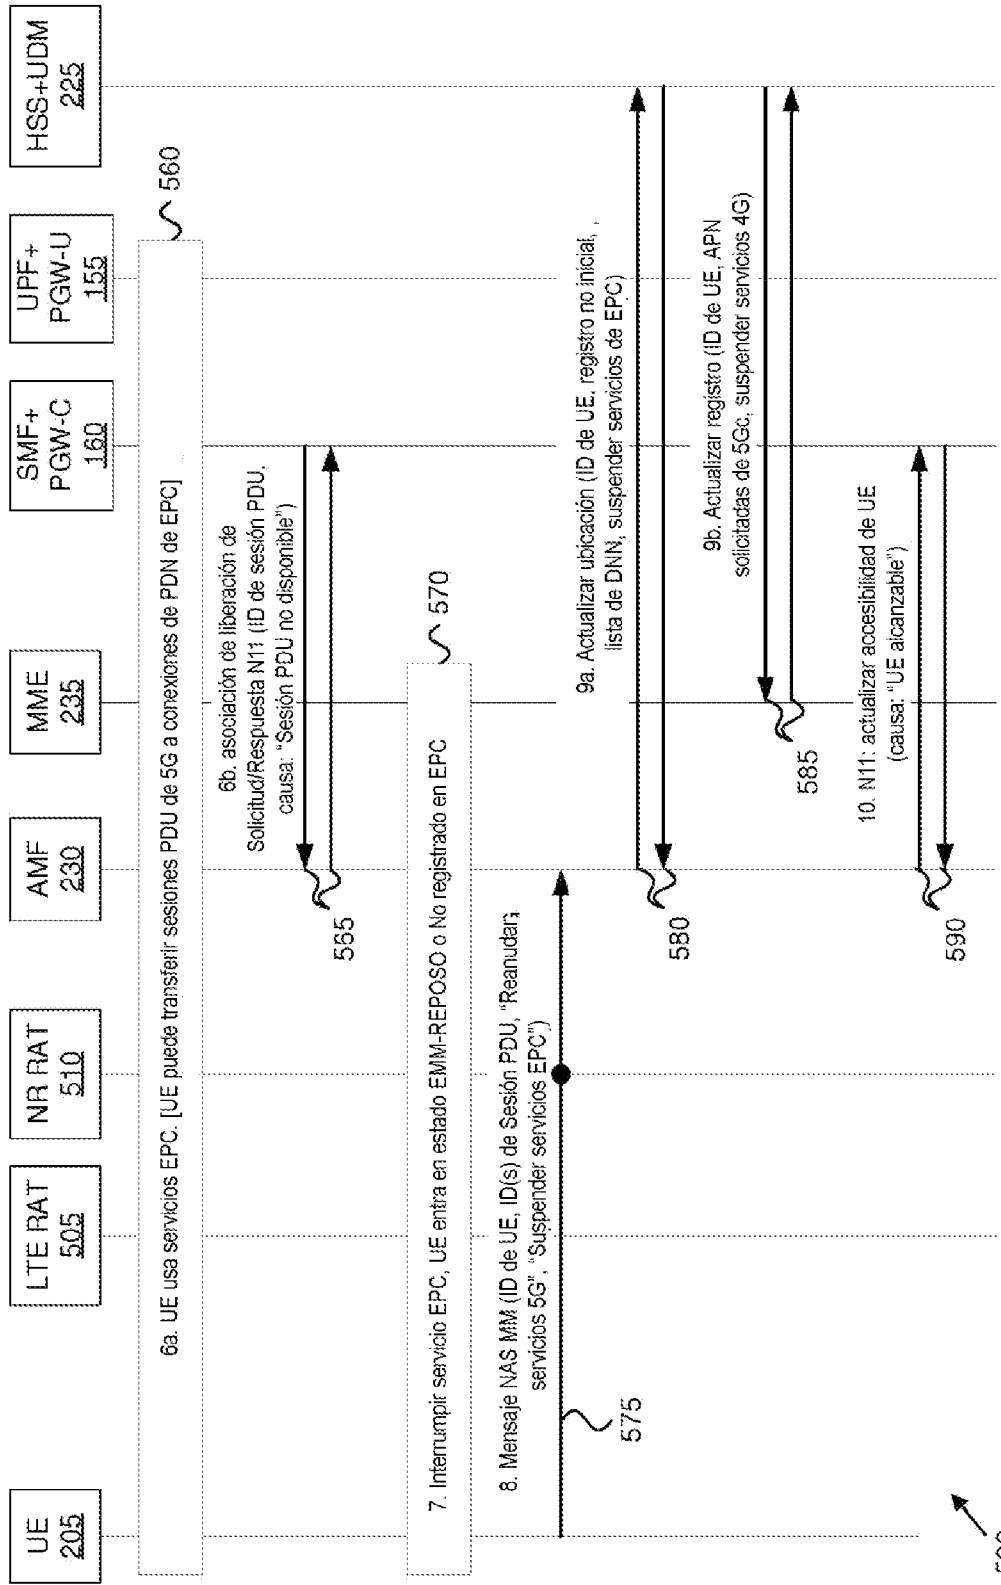 UE
205
LTE RAT
505
NR RAT
510
AMF
230
MME
235
SMF+
PGW-C
160
UPF+
PGW-U
155
HSS+UDM
225
6a. UE usa servicios EPC. [UE puede transferir sesiones PDU de 5G a conexiones de PDN de EPC]
560
6b. asociación de liberación de
Solicitud/Respuesta N11 (ID de sesión PDU,
causa: “Sesión PDU no disponible”)
565
7. Interrumpir servicio EPC, UE entra en estado EMM-REPOSO o No registrado en EPC
570
8. Mensaje NAS MM (ID de UE, ID(s) de Sesión PDU, “Reanudar;
servicios 5G”, “Suspender servicios EPC”)
575
9a. Actualizar ubicación (ID de UE, registro no inicial, ,
lista de DNN, suspender servicios de EPC)
580
9b. Actualizar registro (ID de UE, APN
solicitadas de 5Gc, suspender servicios 4G)
585
10. N11: actualizar accesibilidad de UE
(causa: “UE alcanzable”)
590